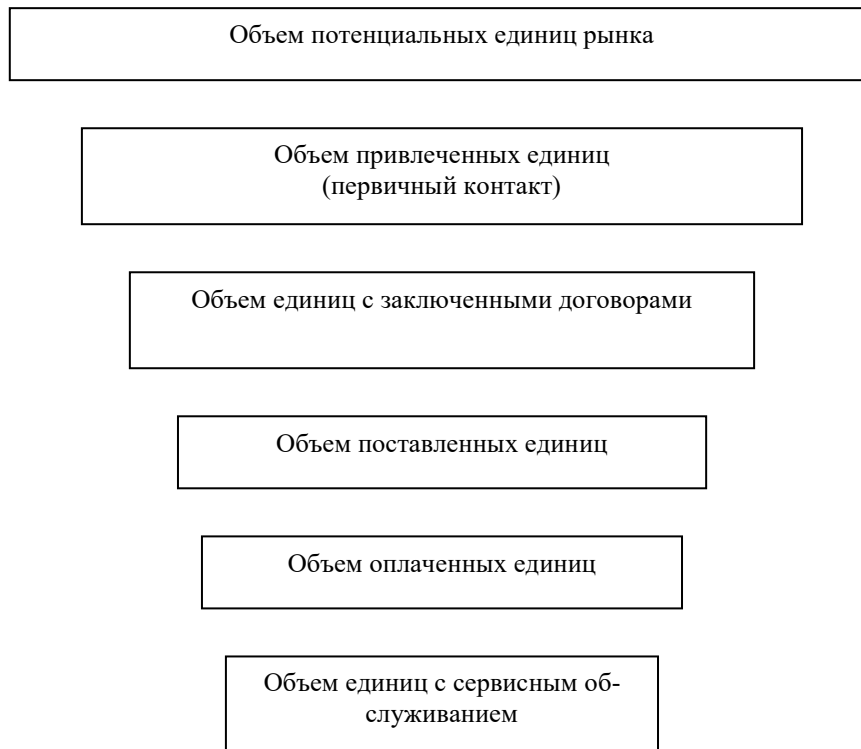 Объем потенциальных единиц рынка
Объем привлеченных единиц
(первичный контакт)
Объем единиц с заключенными договорами
Объем поставленных единиц
Объем оплаченных единиц
Объем единиц с сервисным об-
служиванием